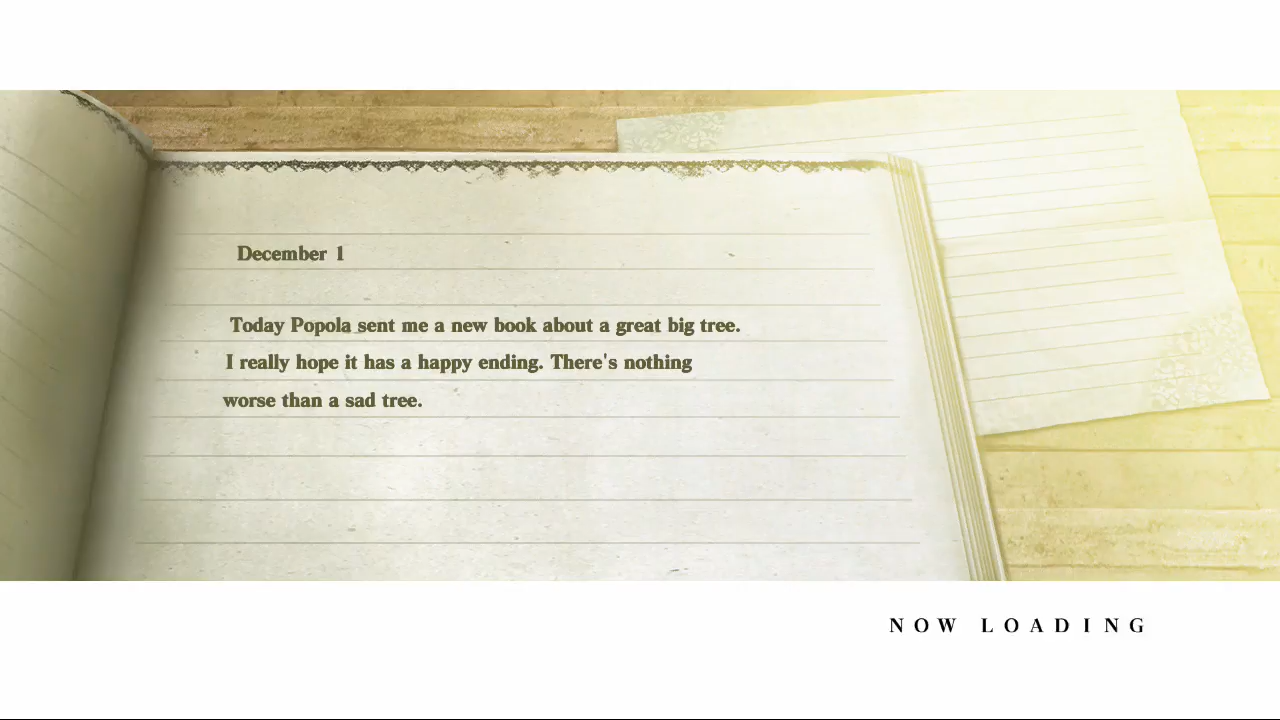 December 1
Today Popola sent me a new book about a great big tree.
I really hope it has a happy ending. There's nothing
worse than a sad tree.
NOW LOADING